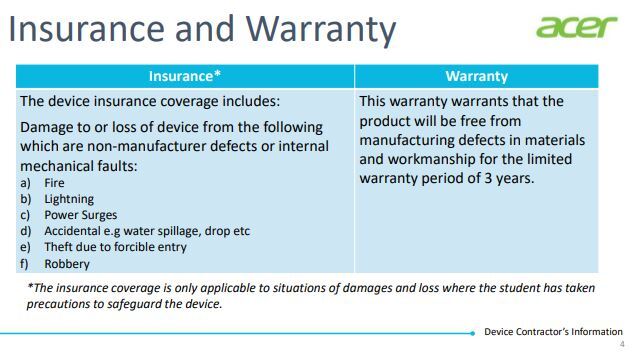 Insurance and Warranty
acer
Insurance*
Warranty
The device insurance coverage includes:
Damage to or loss of device from the following
which are non-manufacturer defects or internal
mechanical faults:
a) Fire
b) Lightning
c) Power Surges
d) Accidental e.g water spillage, drop etc
e) Theft due to forcible entry
f) Robbery
This warranty warrants that the
product will be free from
manufacturing defects in materials
and workmanship for the limited
warranty period of 3 years.
*The insurance coverage is only applicable to situations of damages and loss where the student has taken
precautions to safeguard the device.
Device Contractor's Information
4